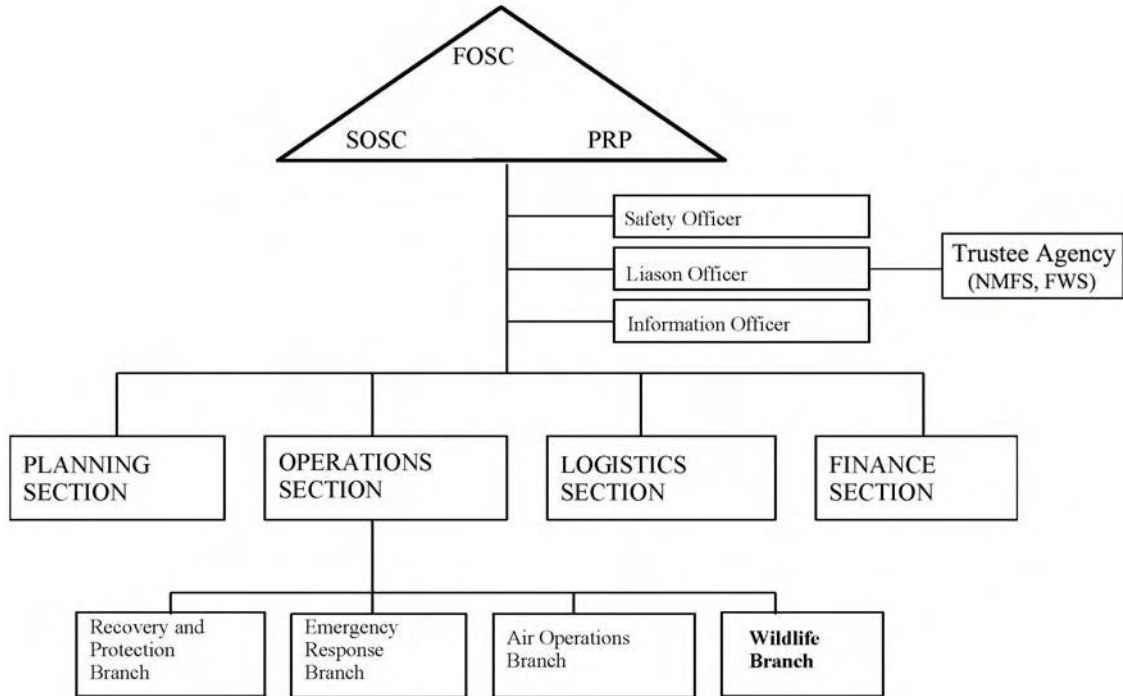 FOSC
SOSC PRP
Safety Officer
Liason Officer
Information Officer
Trustee Agency
(NMFS, FWS)
PLANNING
SECTION
OPERATIONS
SECTION
LOGISTICS
SECTION
FINANCE
SECTION
Recovery and
Protection
Branch
Emergency
Response
Branch
Air Operations
Branch
Wildlife
Branch